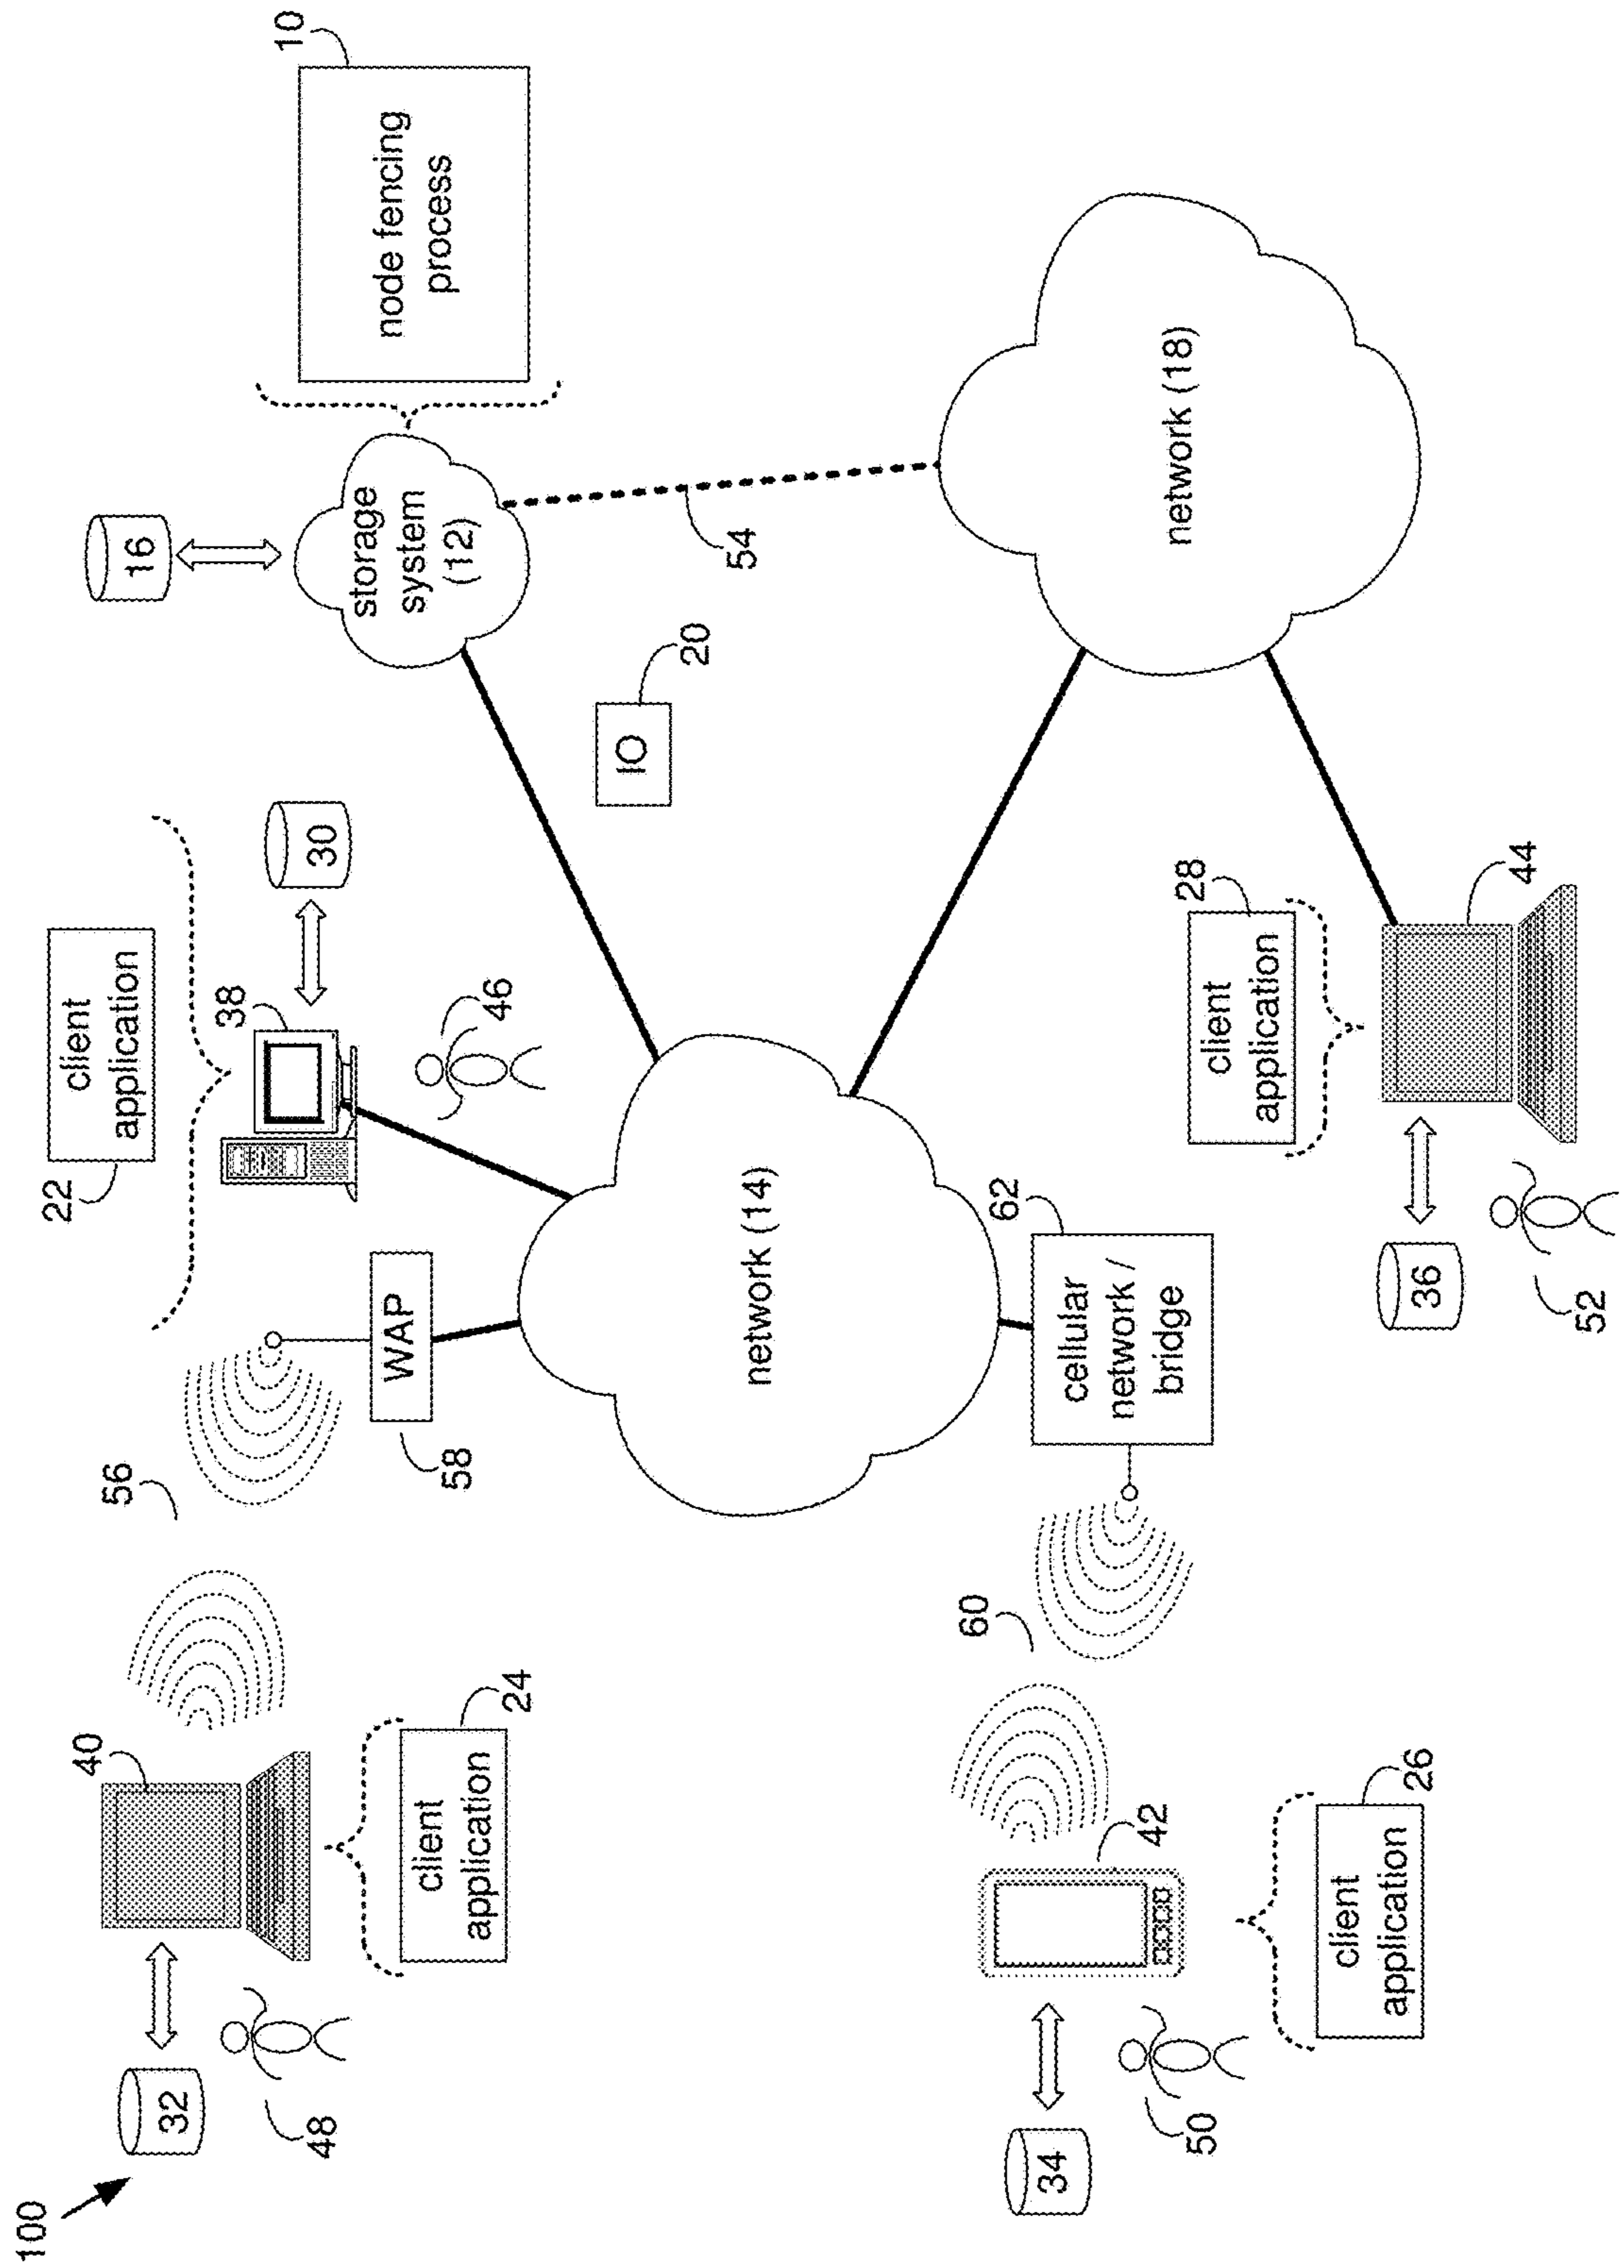 100
32
48
40
client
application
24
56
58
WAP
22
client
application
38
30
46
16
storage
system
(12)
10
node fencing
process
IO
20
54
network (14)
network (18)
34
50
42
client
application
26
60
62
cellular
network /
bridge
28
client
application
44
36
52